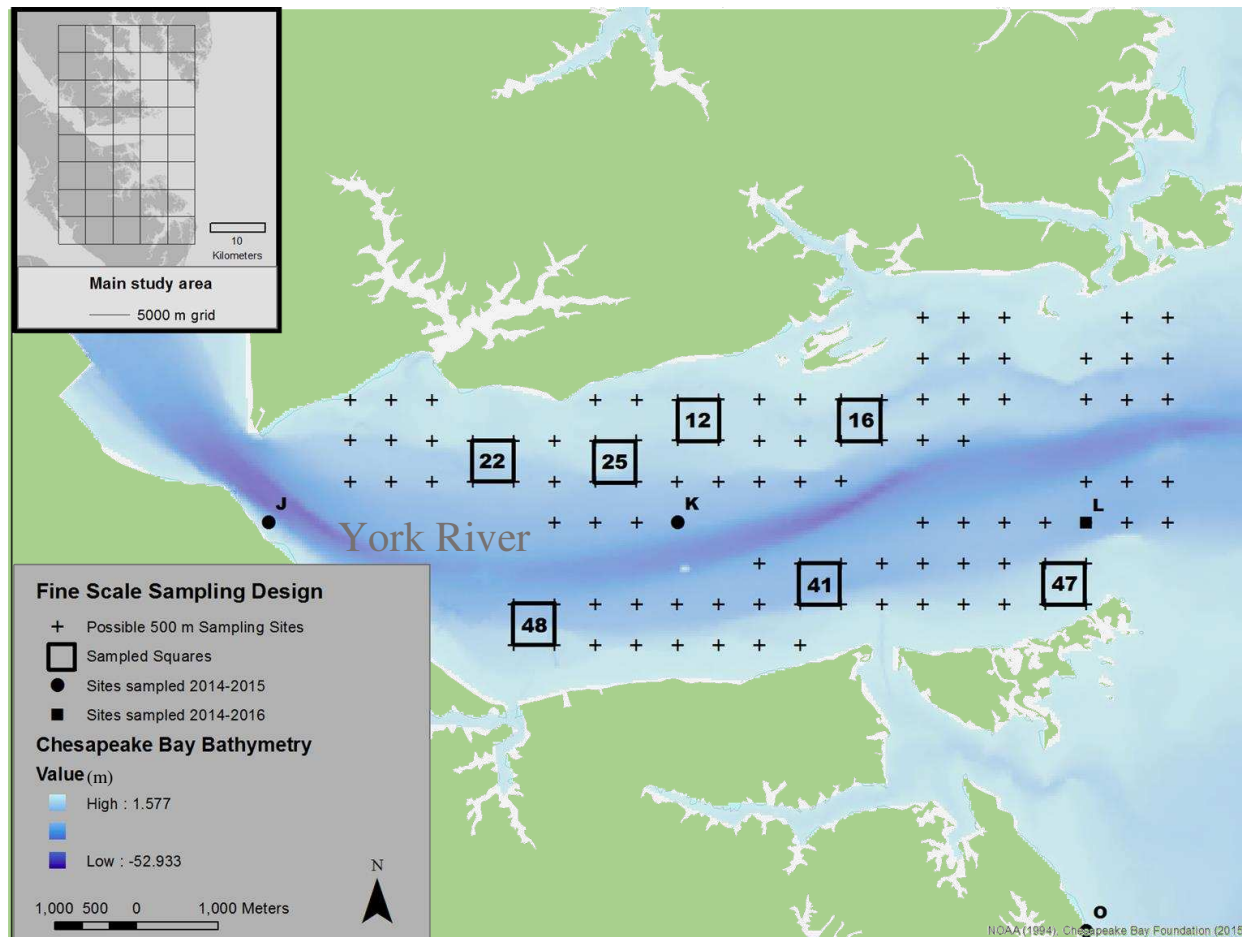 10
Kilometers
Main study area
5000 m grid
12
16
22
25
J
K
L
York River
41
47
48
Fine Scale Sampling Design
Possible 500 m Sampling Sites
Sampled Squares
Sites sampled 2014-2015
Sites sampled 2014-2016
Chesapeake Bay Bathymetry
Value (m)
High : 1.577
Low : -52.933
N
1,000 500 0 1,000 Meters
O
NOAA (1994), Chesapeake Bay Foundation (2015